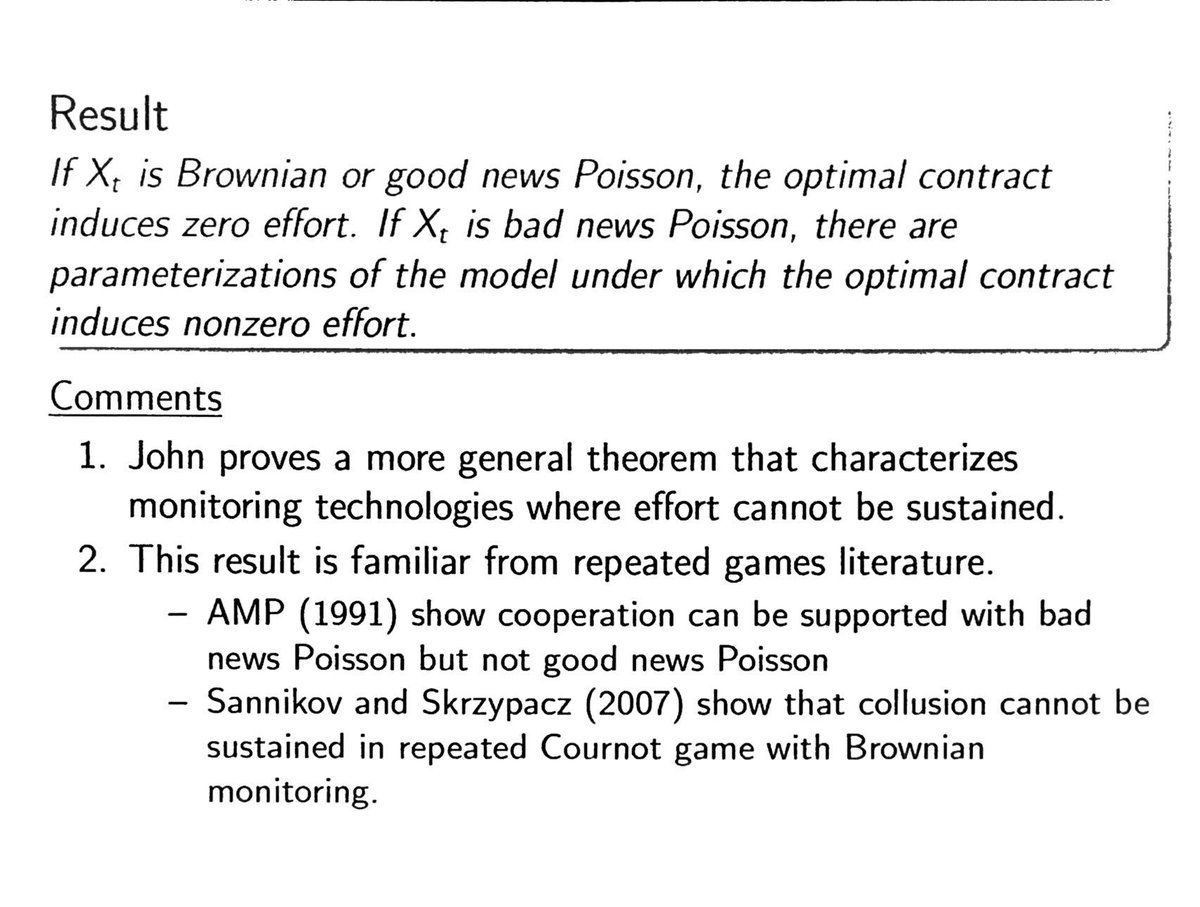 Result
If Xₜ is Brownian or good news Poisson, the optimal contract
induces zero effort. If Xₜ is bad news Poisson, there are
parameterizations of the model under which the optimal contract
induces nonzero effort.
Comments
1. John proves a more general theorem that characterizes
monitoring technologies where effort cannot be sustained.
2. This result is familiar from repeated games literature.
– AMP (1991) show cooperation can be supported with bad
news Poisson but not good news Poisson
– Sannikov and Skrzypacz (2007) show that collusion cannot be
sustained in repeated Cournot game with Brownian
monitoring.